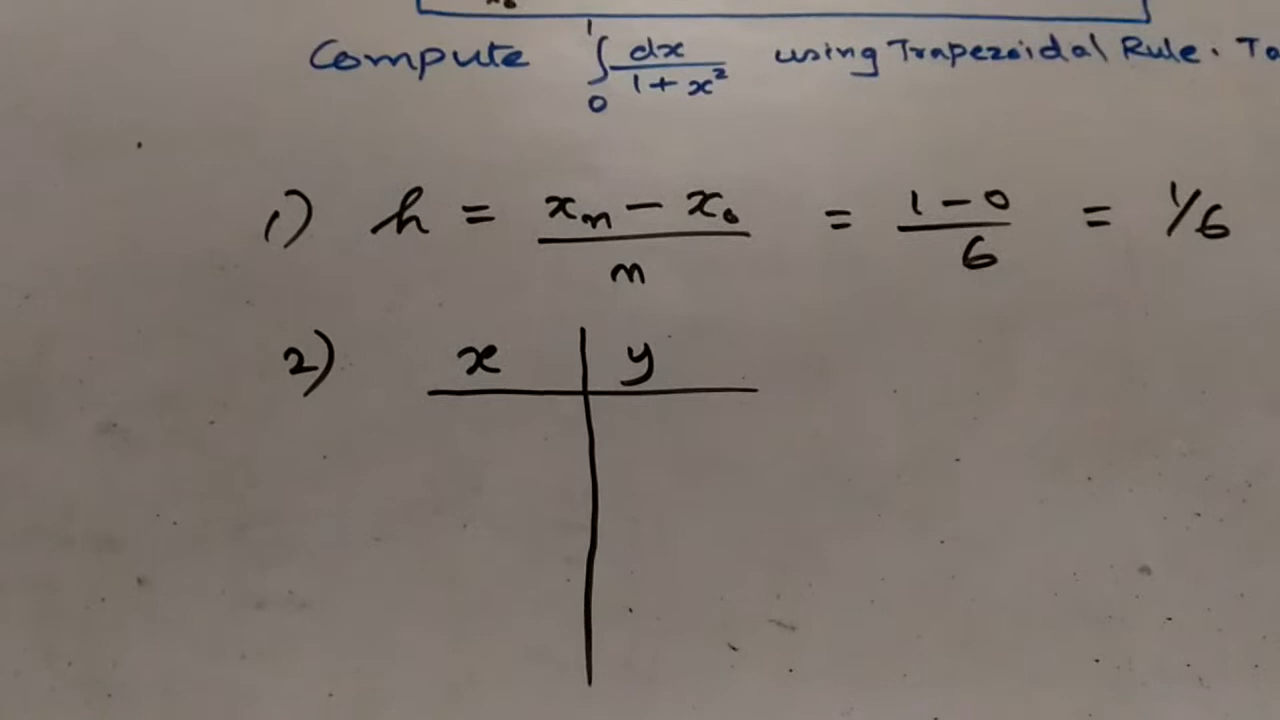 Compute ∫₀¹ dx/(1+x²) using Trapezoidal Rule. Ta
1) h = (xₙ − x₀)/n = (1−0)/6 = 1/6
2) x | y